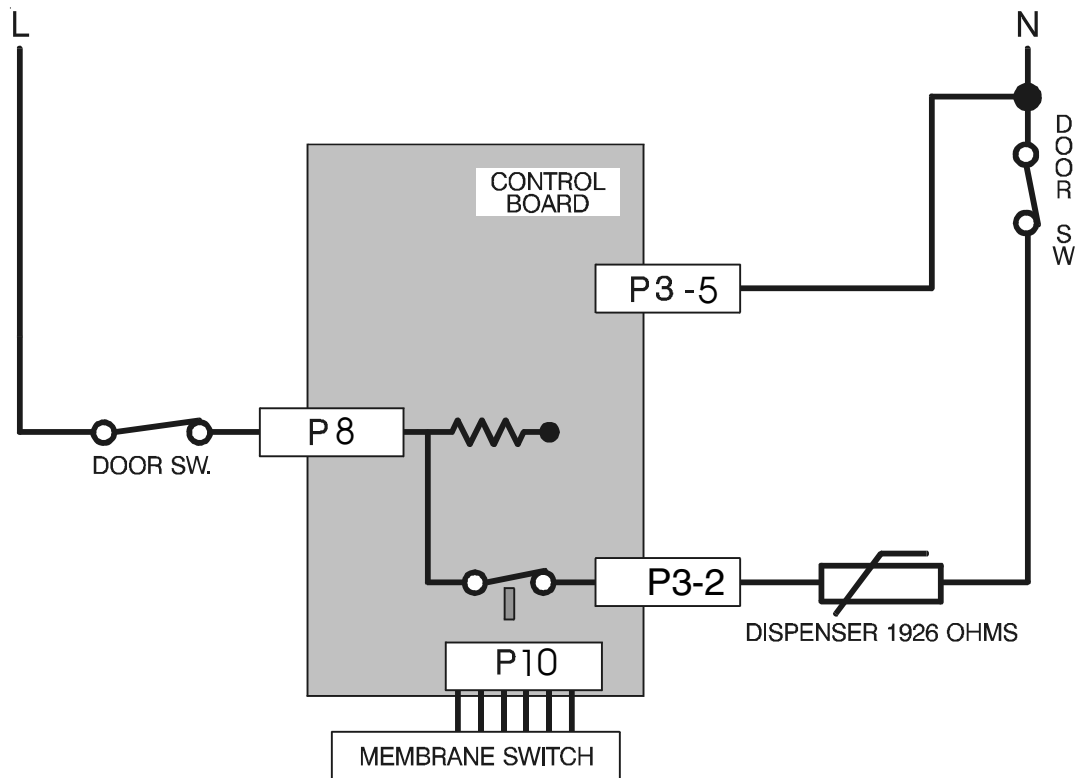 L
N
DOOR SW
CONTROL
BOARD
P3-5
P8
DOOR SW.
P3-2
DISPENSER 1926 OHMS
P10
MEMBRANE SWITCH